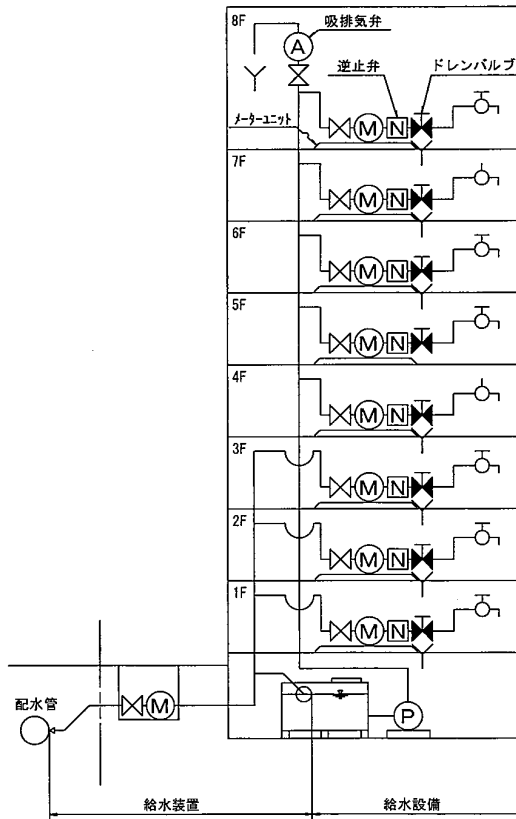 8F
吸排気弁
A
逆止弁
ドレンバルブ
メーターユニット
M N
7F
M N
6F
M N
5F
M N
4F
M N
3F
M N
2F
M N
1F
M N
配水管
M
P
給水装置
給水設備